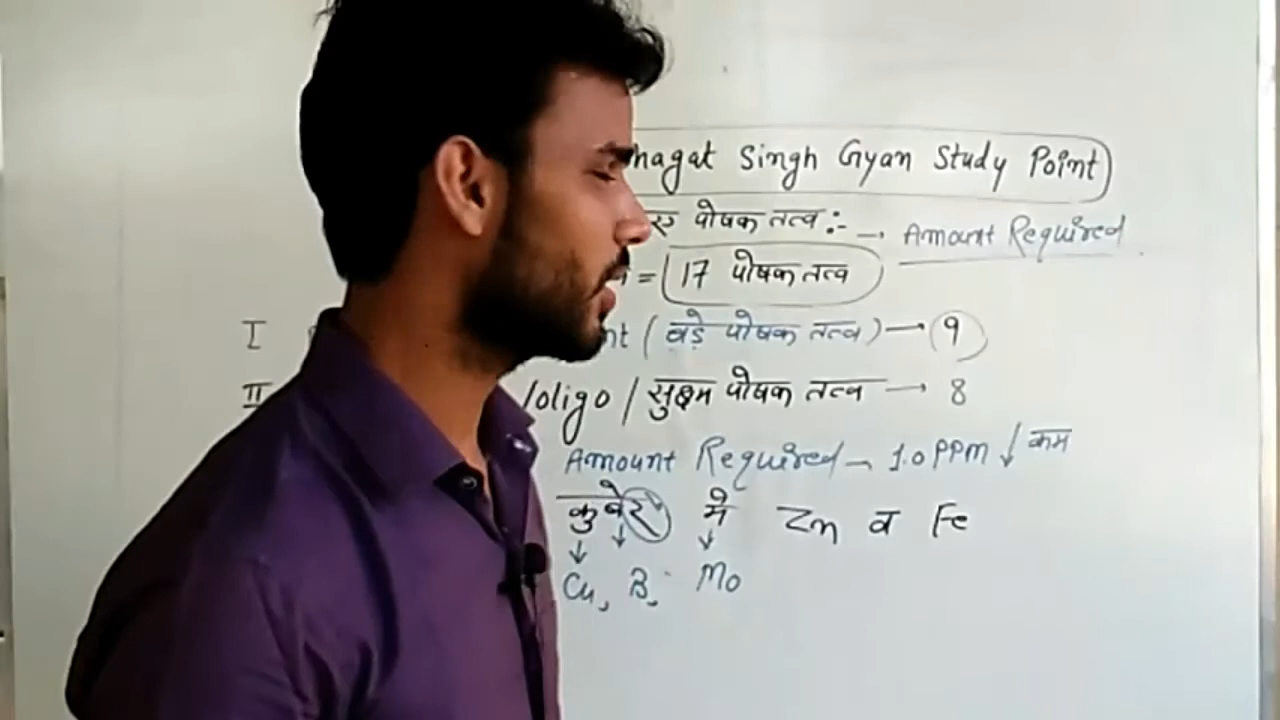 hagat Singh Gyan Study Point
पोषक तत्व :- → Amount Required
= 17 पोषक तत्व
I nt (बड़े पोषक तत्व) → 9
II /oligo / सुक्ष्म पोषक तत्व → 8
Amount Required → 1.0 PPM ↓ कम
कुबेर मे Zn व Fe
↓ ↓ ↓
Cu, B, Mo